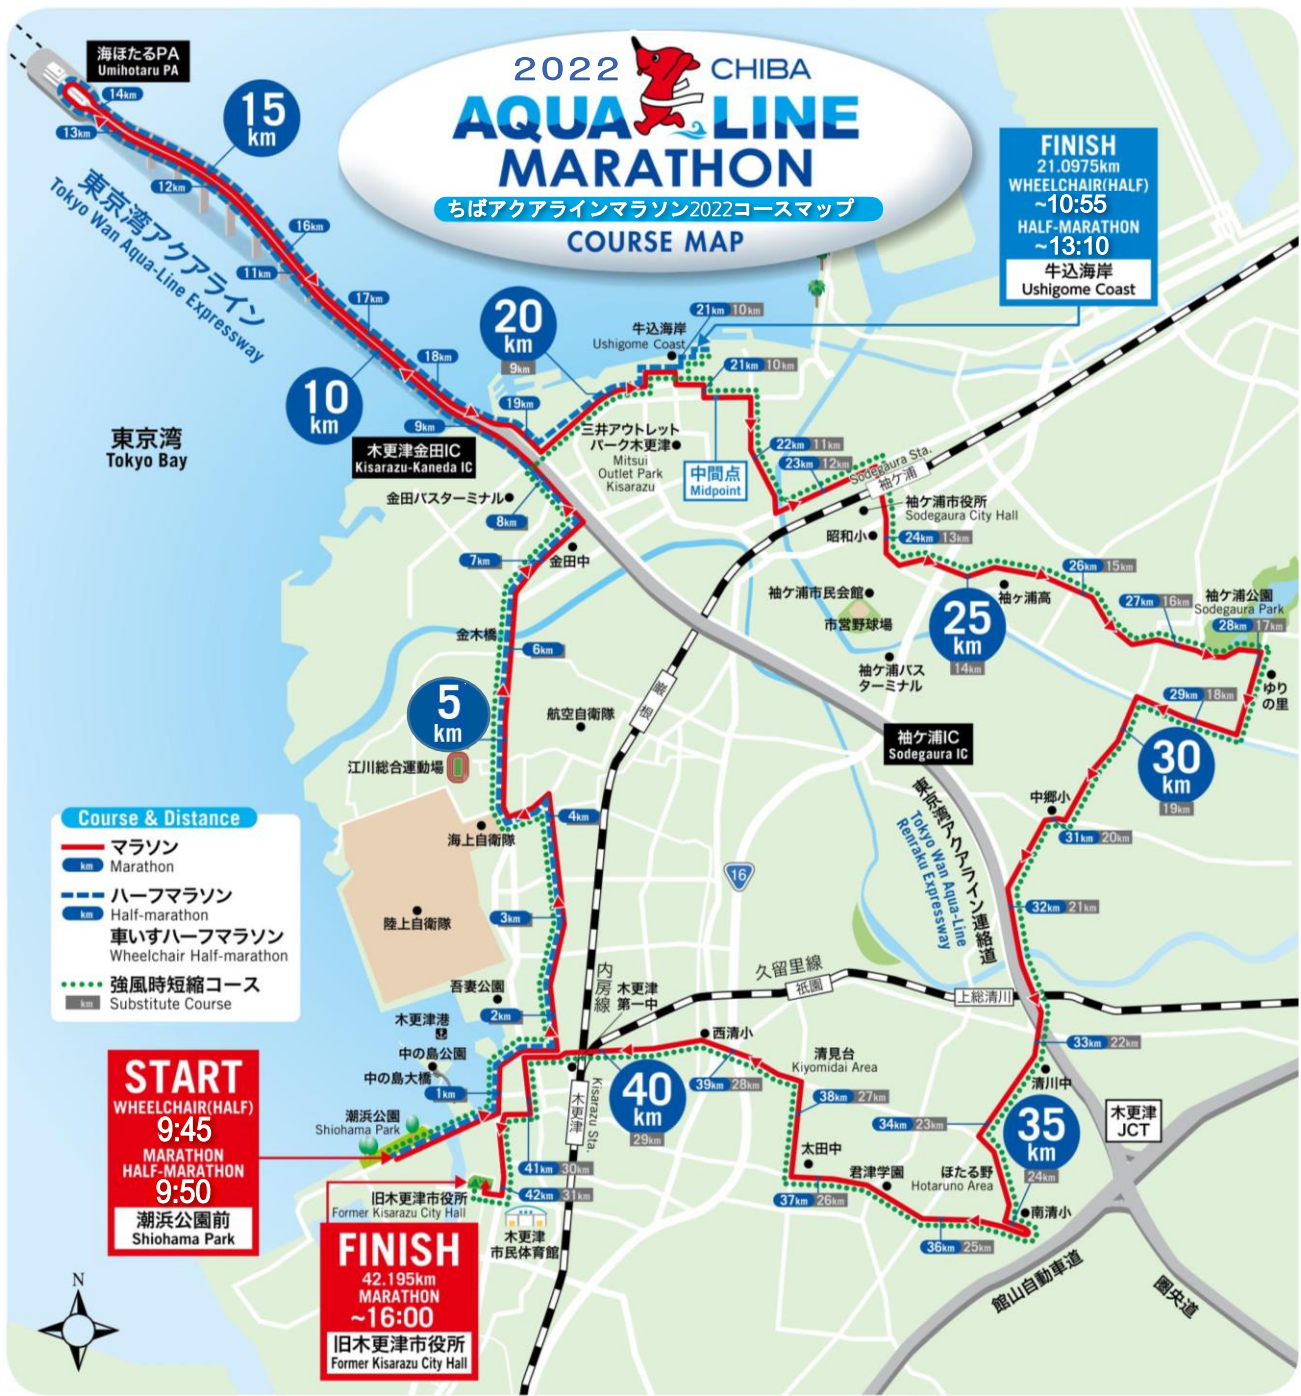 海ほたるPA
Umihotaru PA
2022
CHIBA
AQUA LINE
MARATHON
ちばアクアラインマラソン2022コースマップ
COURSE MAP
FINISH
21.0975km
WHEELCHAIR(HALF)
~10:55
HALF-MARATHON
~13:10
牛込海岸
Ushigome Coast
14km
13km
15
km
12km
東京湾アクアライン
Tokyo Wan Aqua-Line Expressway
16km
11km
17km
18km
10
km
9km
19km
20
km
9km
牛込海岸
Ushigome Coast
21km 10km
21km 10km
東京湾
Tokyo Bay
木更津金田IC
Kisarazu-Kaneda IC
三井アウトレット
パーク木更津
Mitsui
Outlet Park
Kisarazu
中間点
Midpoint
22km 11km
23km 12km
Sodegaura Sta.
袖ケ浦
金田バスターミナル
8km
袖ケ浦市役所
Sodegaura City Hall
昭和小
24km 13km
7km
金田中
26km 15km
袖ヶ浦高
27km 16km
袖ケ浦公園
Sodegaura Park
28km 17km
袖ケ浦市民会館
市営野球場
25
km
14km
金木橋
6km
袖ケ浦バス
ターミナル
ゆり
の里
29km 18km
5
km
巌根
航空自衛隊
袖ケ浦IC
Sodegaura IC
30
km
19km
江川総合運動場
東京湾アクアライン連絡道
Tokyo Wan Aqua-Line
Renraku Expressway
中郷小
31km 20km
4km
海上自衛隊
Course & Distance
マラソン
km Marathon
ハーフマラソン
km Half-marathon
車いすハーフマラソン
Wheelchair Half-marathon
強風時短縮コース
km Substitute Course
16
32km 21km
陸上自衛隊
3km
吾妻公園
2km
内房線
木更津
第一中
久留里線
祇園
上総清川
木更津港
中の島公園
中の島大橋
1km
西清小
清見台
Kiyomidai Area
33km 22km
清川中
START
WHEELCHAIR(HALF)
9:45
MARATHON
HALF-MARATHON
9:50
潮浜公園前
Shiohama Park
潮浜公園
Shiohama Park
木更津
Kisarazu Sta.
40
km
29km
39km 28km
38km 27km
34km 23km
35
km
24km
木更津
JCT
太田中
君津学園
ほたる野
Hotaruno Area
41km 30km
42km 31km
37km 26km
南清小
36km 25km
旧木更津市役所
Former Kisarazu City Hall
木更津
市民体育館
FINISH
42.195km
MARATHON
~16:00
旧木更津市役所
Former Kisarazu City Hall
館山自動車道
圏央道
N